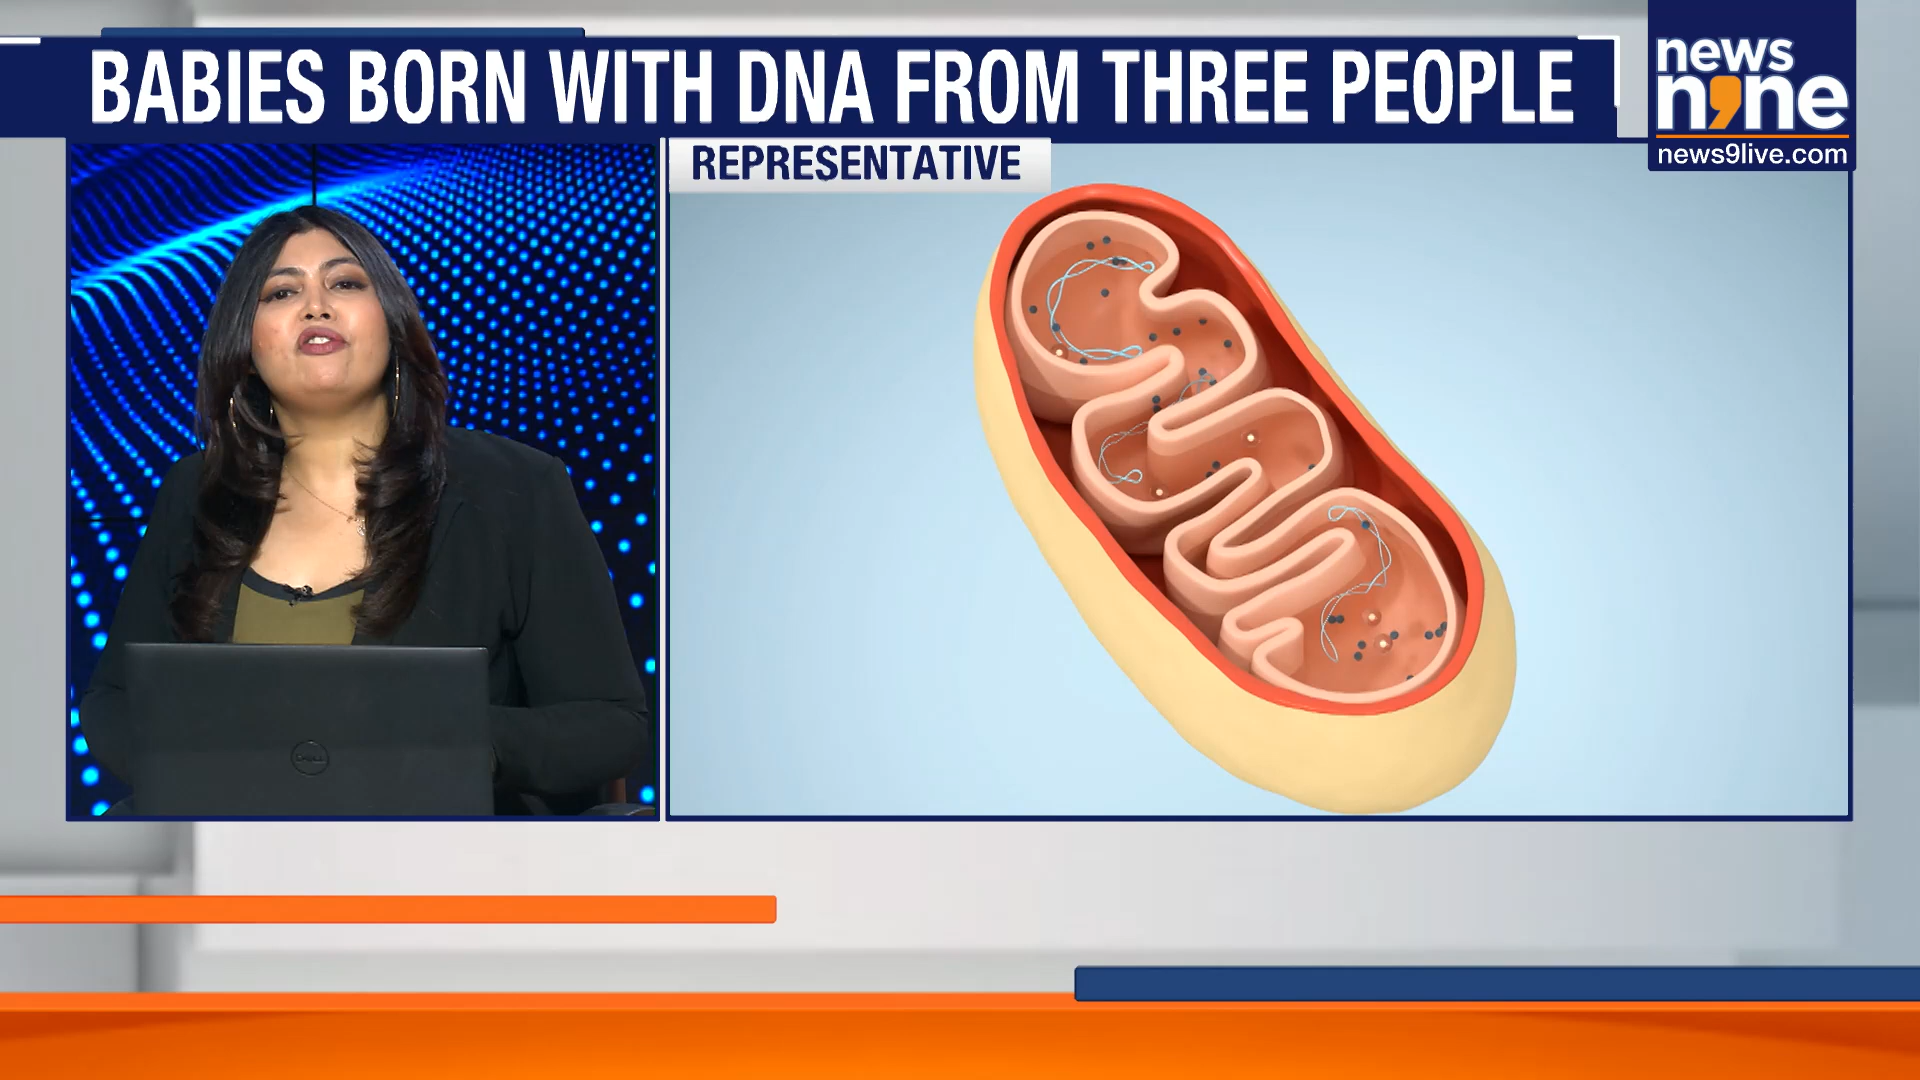 BABIES BORN WITH DNA FROM THREE PEOPLE
news
nine
news9live.com
REPRESENTATIVE
DELL